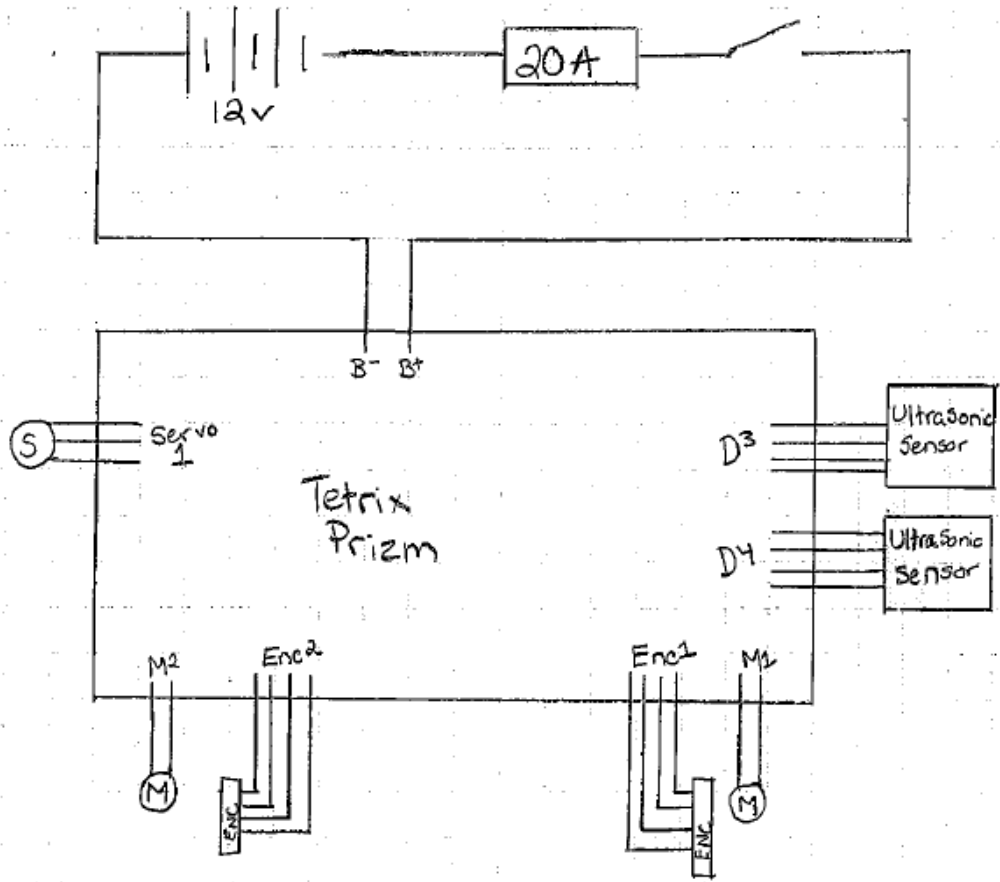 12v
20A
B- B+
Servo
1
S
Tetrix
Prizm
D3
Ultrasonic
Sensor
D4
Ultrasonic
Sensor
M2
Enc2
Enc1
M1
M
ENC
ENC
M